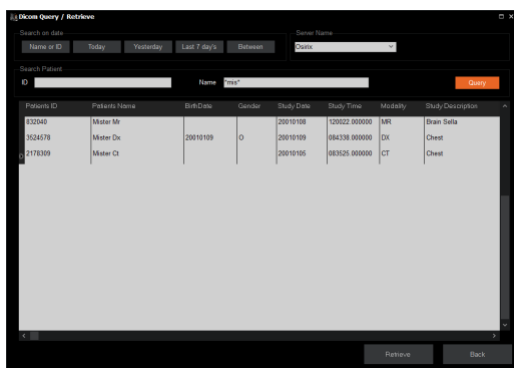 Dicom Query / Retrieve
Search on date
Server Name
Name or ID Today Yesterday Last 7 day's Between
Osirix
Search Patient
ID Name *mis* Query
Patients ID Patients Name BirthDate Gender Study Date Study Time Modality Study Description
832040 Mister Mr 20010108 120022.000000 MR Brain Sella
3524578 Mister Dx 20010109 O 20010109 084338.000000 DX Chest
2178309 Mister Ct 20010105 083525.000000 CT Chest
Retrieve Back